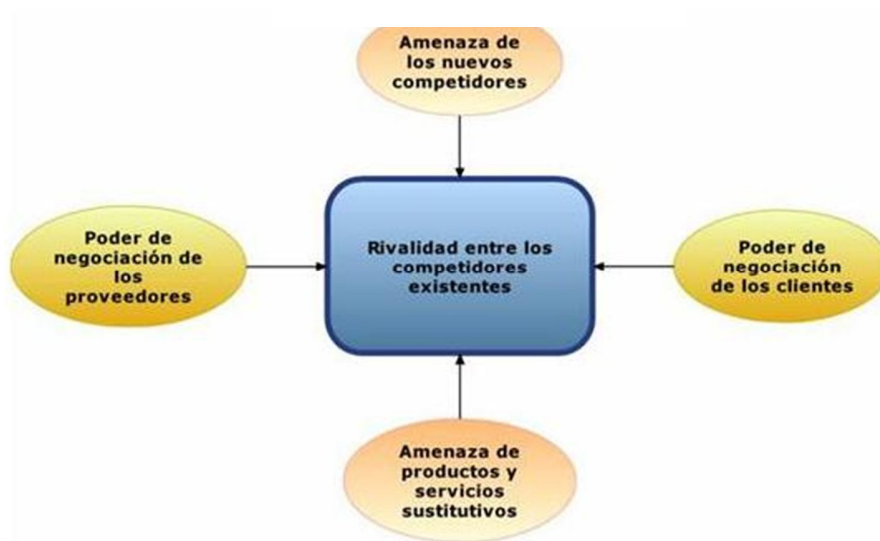 Amenaza de
los nuevos
competidores
Poder de
negociación de
los
proveedores
Rivalidad entre los
competidores
existentes
Poder de
negociación
de los clientes
Amenaza de
productos y
servicios
sustitutivos